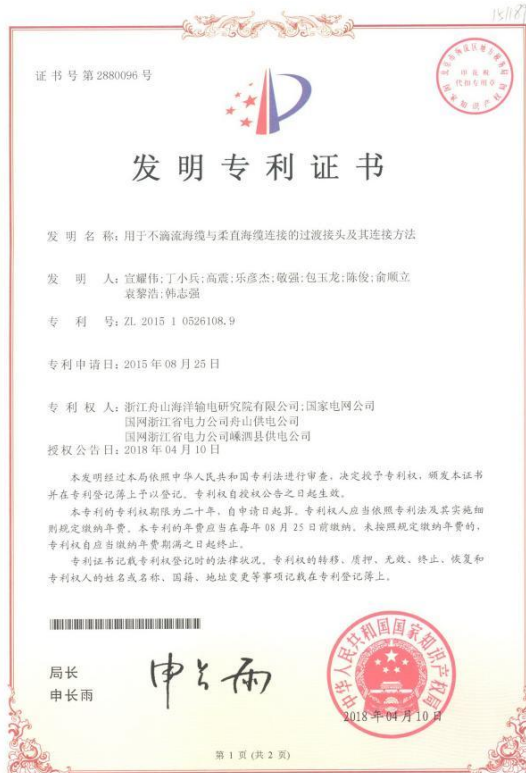 证书号第2880096号
发明专利证书
发明名称：用于不滴流海缆与柔直海缆连接的过渡接头及其连接方法
发明人：宣耀伟;丁小兵;高震;乐彦杰;敬强;包玉龙;陈俊;俞顺立
袁黎浩;韩志强
专利号：ZL 2015 1 0526108.9
专利申请日：2015年08月25日
专利权人：浙江舟山海洋输电研究院有限公司;国家电网公司
国网浙江省电力公司舟山供电公司
国网浙江省电力公司嵊泗县供电公司
授权公告日：2018年04月10日
本发明经过本局依照中华人民共和国专利法进行审查，决定授予专利权，颁发本证书
并在专利登记簿上予以登记。专利权自授权公告之日起生效。
本专利的专利权期限为二十年，自申请日起算。专利权人应当依照专利法及其实施细
则规定缴纳年费。本专利的年费应当在每年08月25日前缴纳。未按照规定缴纳年费的，
专利权自应当缴纳年费期满之日起终止。
专利证书记载专利权登记时的法律状况。专利权的转移、质押、无效、终止、恢复和
专利权人的姓名或名称、国籍、地址变更等事项记载在专利登记簿上。
局长
申长雨
申长雨
中华人民共和国国家知识产权局
2018年04月10日
第1页(共2页)